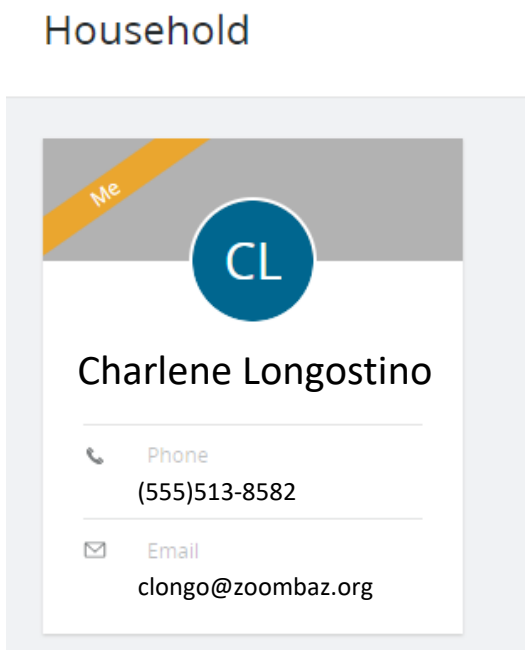 Household
Me
CL
Charlene Longostino
Phone
(555)513-8582
Email
clongo@zoombaz.org